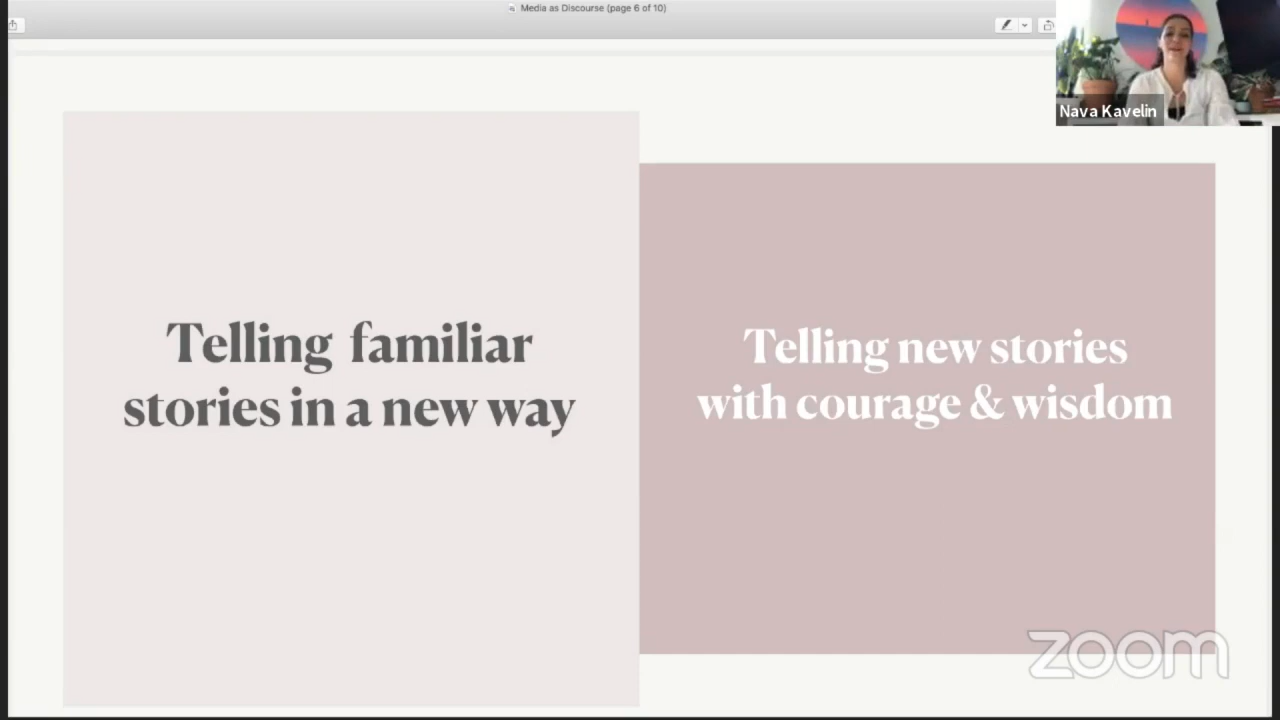 Media as Discourse (page 6 of 10)
Nava Kavelin
Telling familiar
stories in a new way
Telling new stories
with courage & wisdom
zoom